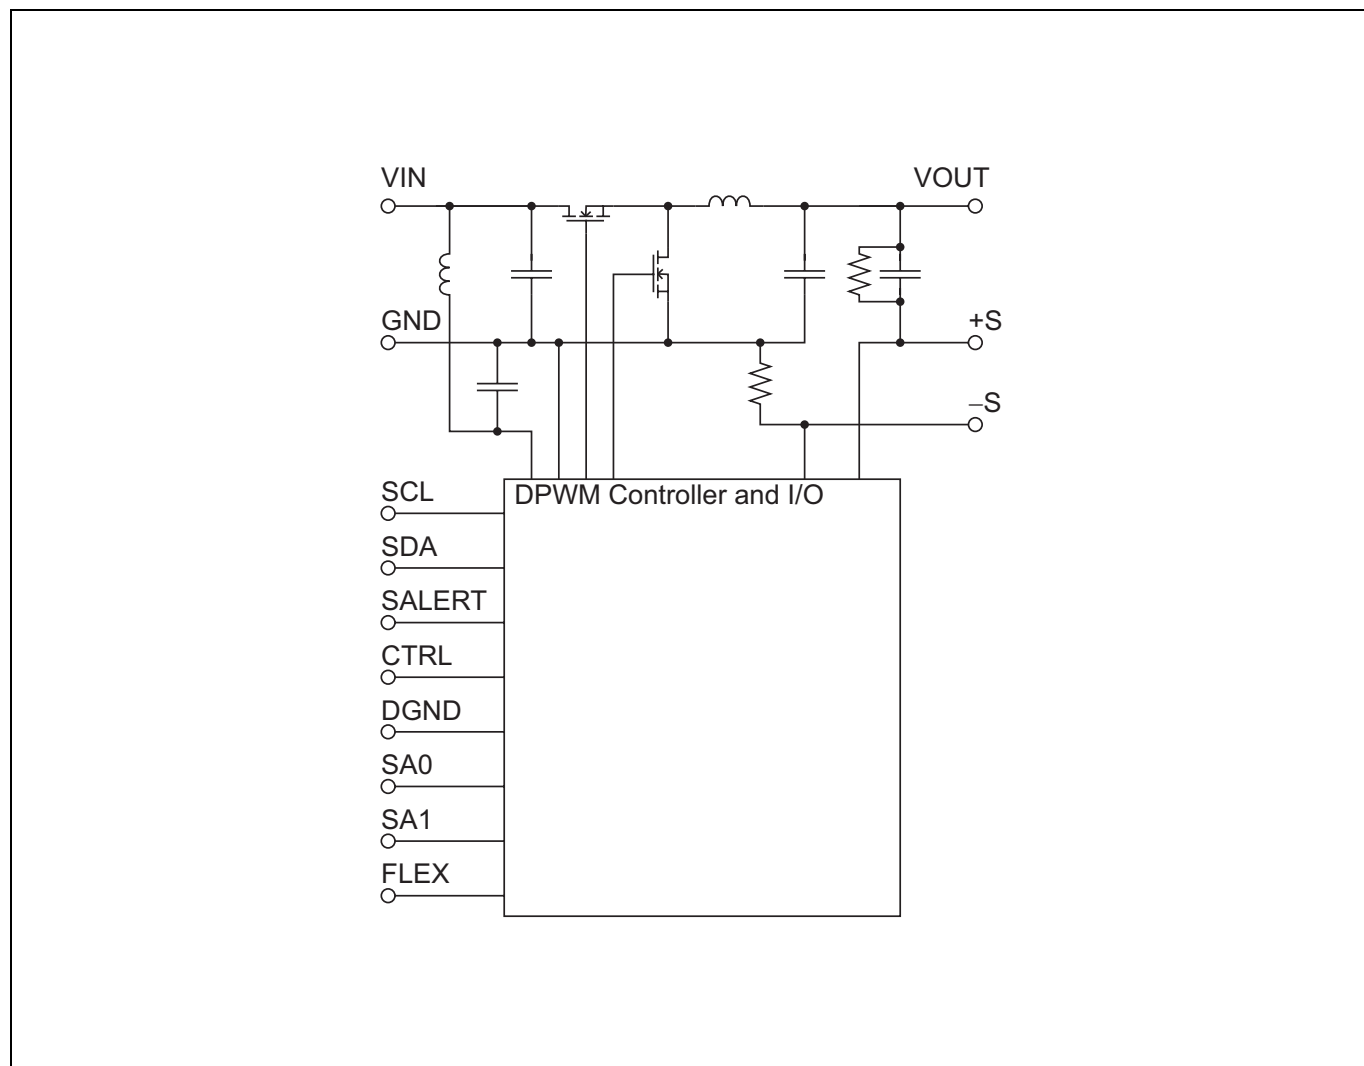 VIN
VOUT
GND
+S
–S
DPWM Controller and I/O
SCL
SDA
SALERT
CTRL
DGND
SA0
SA1
FLEX